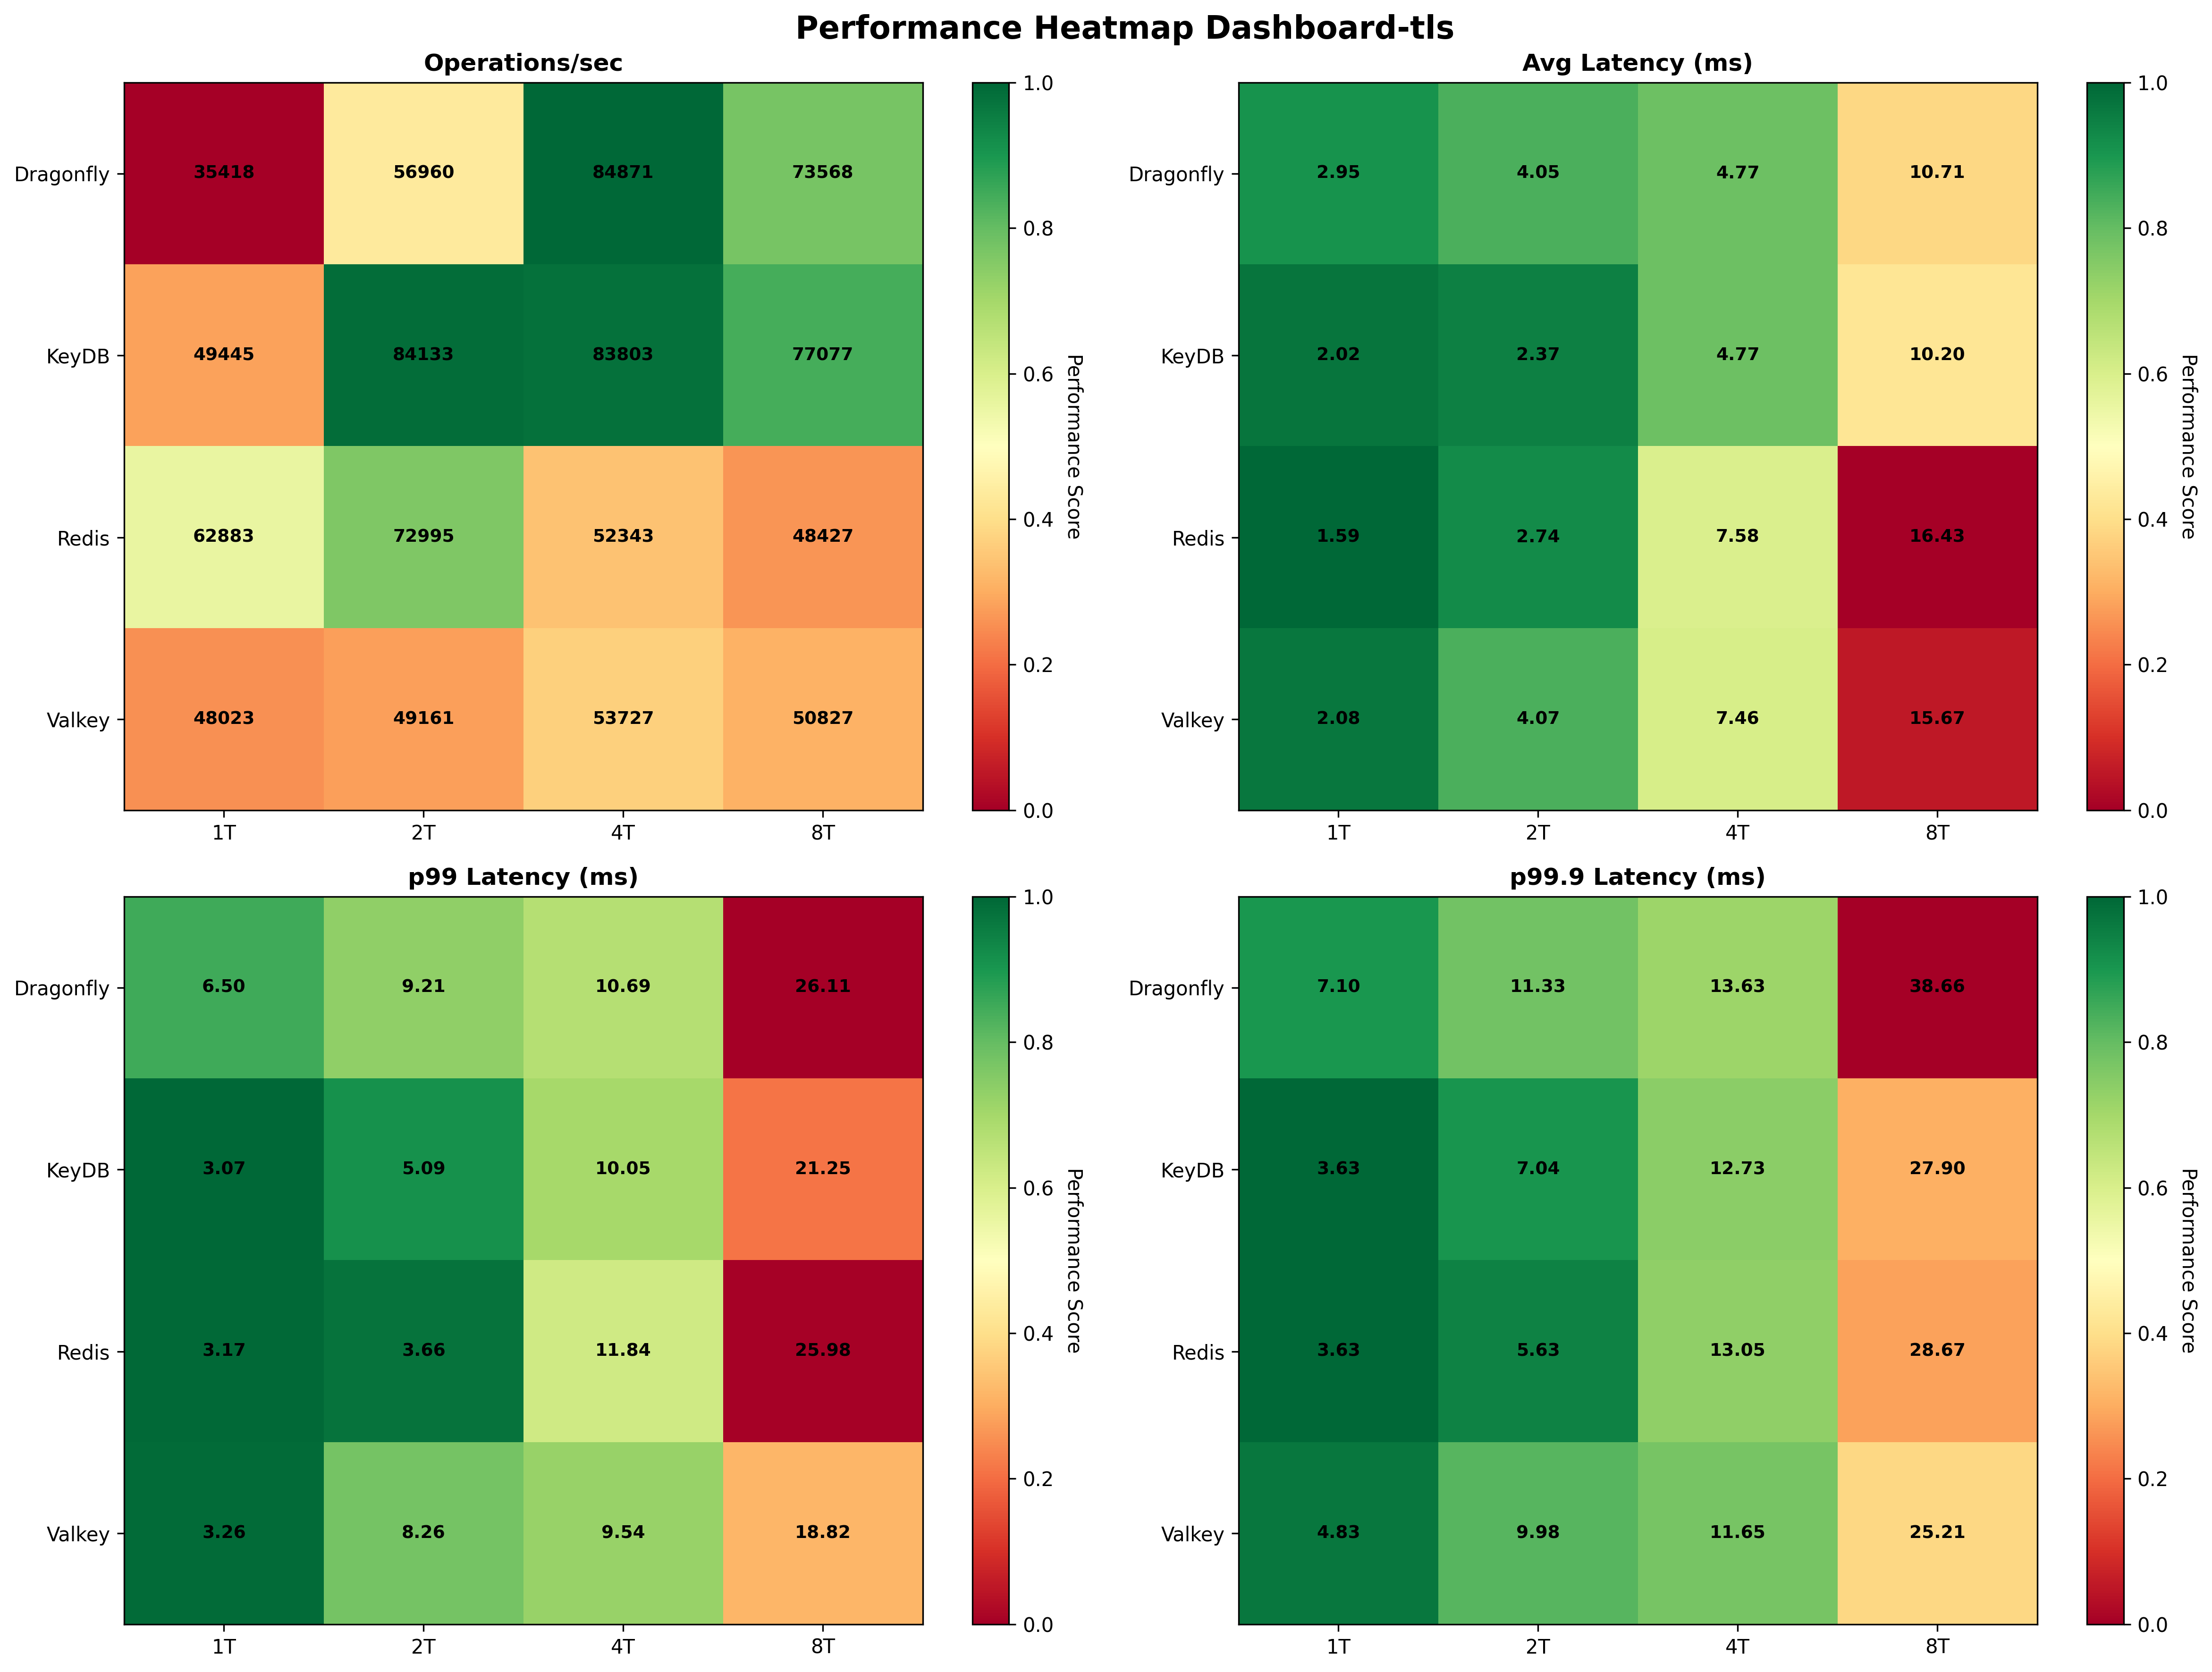 Performance Heatmap Dashboard-tls
Operations/sec
Dragonfly 35418 56960 84871 73568
KeyDB 49445 84133 83803 77077
Redis 62883 72995 52343 48427
Valkey 48023 49161 53727 50827
1T 2T 4T 8T
1.0
0.8
0.6
0.4
0.2
0.0
Performance Score
Avg Latency (ms)
Dragonfly 2.95 4.05 4.77 10.71
KeyDB 2.02 2.37 4.77 10.20
Redis 1.59 2.74 7.58 16.43
Valkey 2.08 4.07 7.46 15.67
1T 2T 4T 8T
1.0
0.8
0.6
0.4
0.2
0.0
Performance Score
p99 Latency (ms)
Dragonfly 6.50 9.21 10.69 26.11
KeyDB 3.07 5.09 10.05 21.25
Redis 3.17 3.66 11.84 25.98
Valkey 3.26 8.26 9.54 18.82
1T 2T 4T 8T
1.0
0.8
0.6
0.4
0.2
0.0
Performance Score
p99.9 Latency (ms)
Dragonfly 7.10 11.33 13.63 38.66
KeyDB 3.63 7.04 12.73 27.90
Redis 3.63 5.63 13.05 28.67
Valkey 4.83 9.98 11.65 25.21
1T 2T 4T 8T
1.0
0.8
0.6
0.4
0.2
0.0
Performance Score